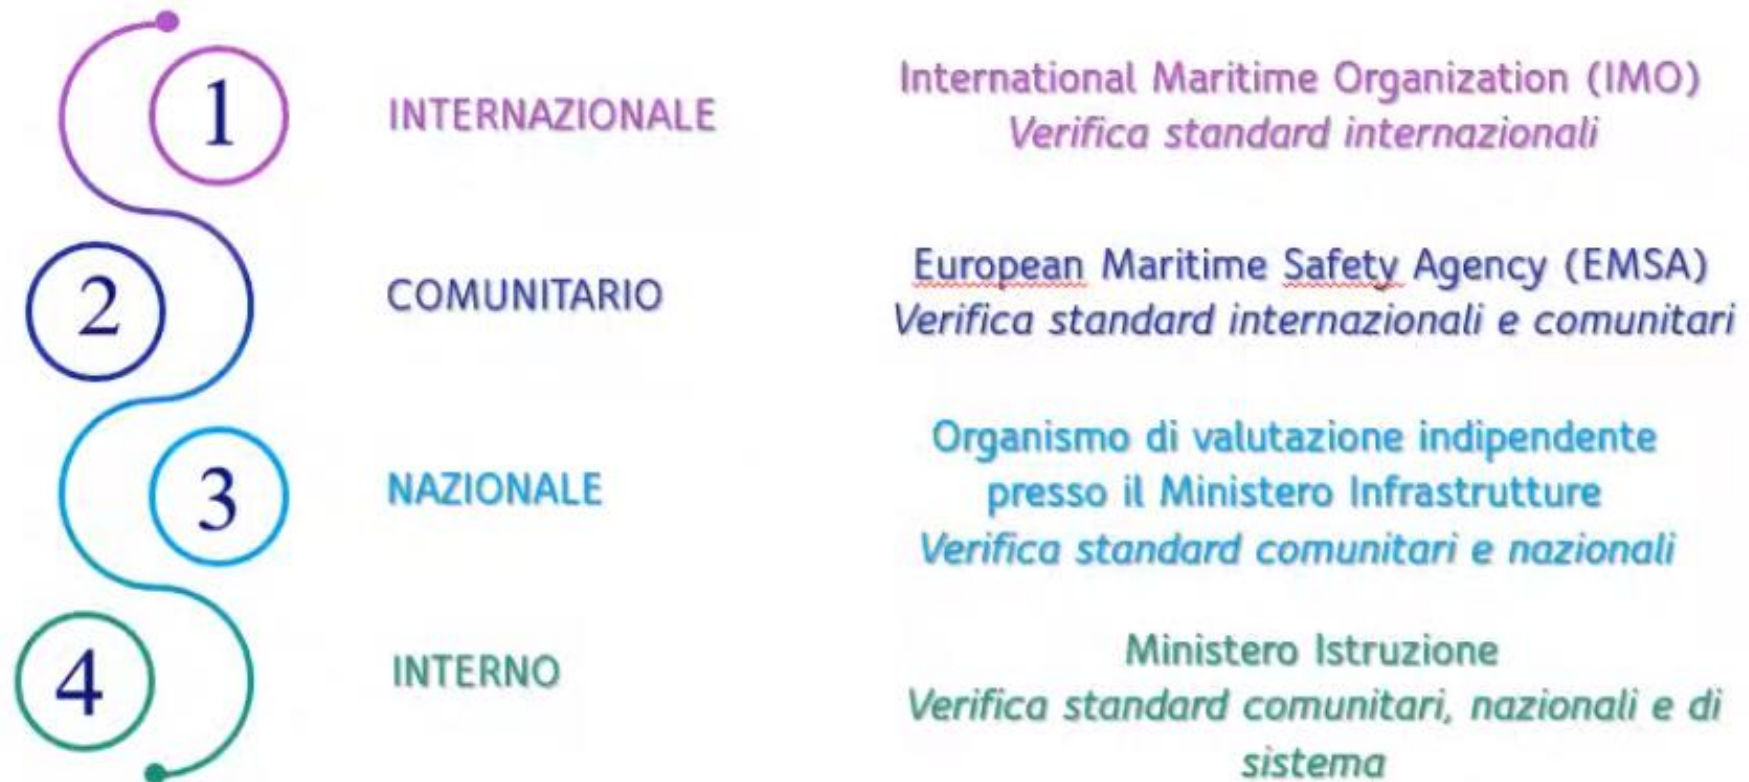 1
INTERNAZIONALE
International Maritime Organization (IMO)
Verifica standard internazionali
2
COMUNITARIO
European Maritime Safety Agency (EMSA)
Verifica standard internazionali e comunitari
3
NAZIONALE
Organismo di valutazione indipendente
presso il Ministero Infrastrutture
Verifica standard comunitari e nazionali
4
INTERNO
Ministero Istruzione
Verifica standard comunitari, nazionali e di
sistema